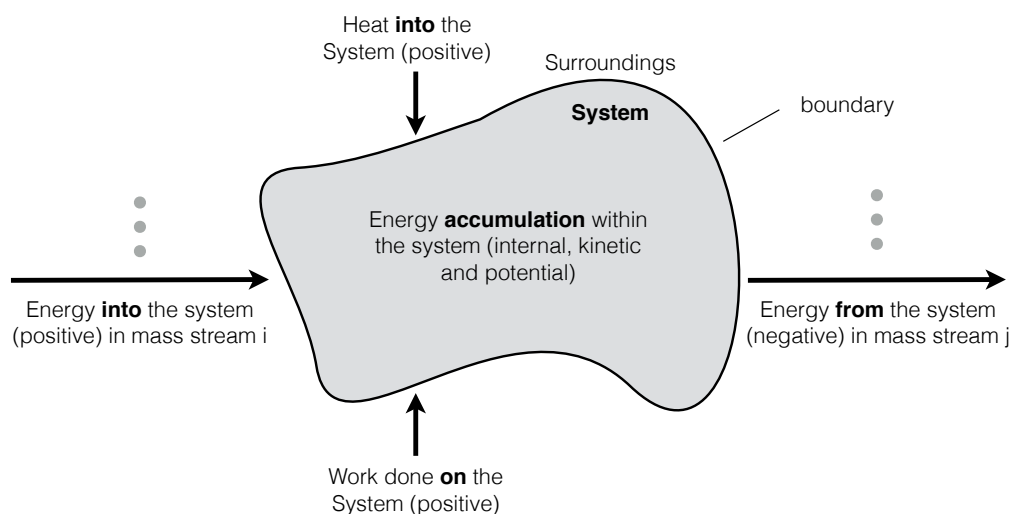 Heat into the
System (positive)
Surroundings
System
boundary
Energy accumulation within
the system (internal, kinetic
and potential)
Energy into the system
(positive) in mass stream i
Energy from the system
(negative) in mass stream j
Work done on the
System (positive)